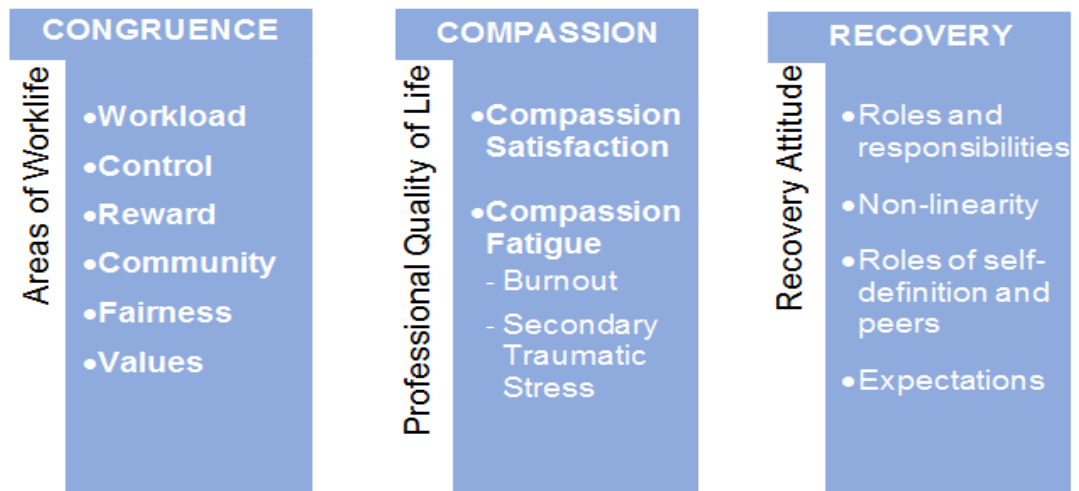 CONGRUENCE
Areas of Worklife
•Workload
•Control
•Reward
•Community
•Fairness
•Values
COMPASSION
Professional Quality of Life
•Compassion
Satisfaction
•Compassion
Fatigue
- Burnout
- Secondary
Traumatic
Stress
RECOVERY
Recovery Attitude
•Roles and
responsibilities
•Non-linearity
•Roles of self-
definition and
peers
•Expectations